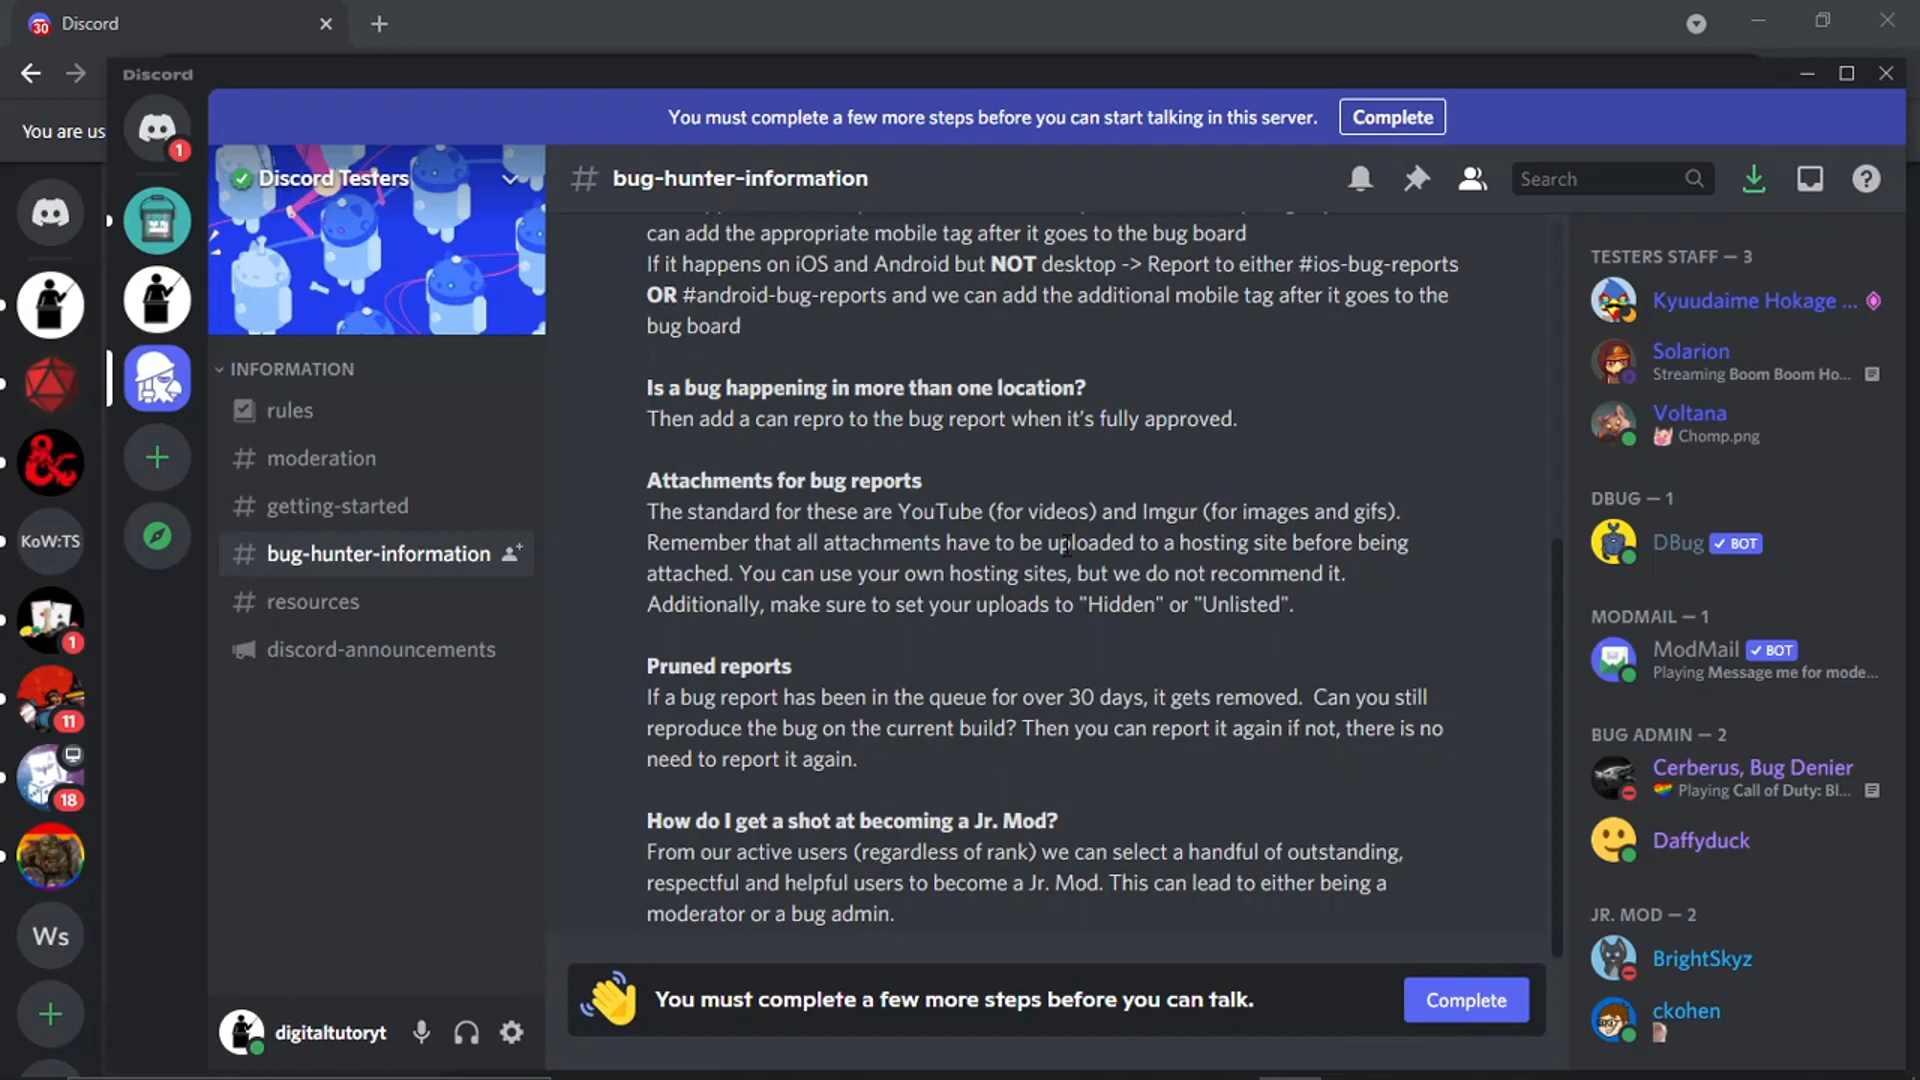 30 Discord
You are us
KoW:TS
1
11
18
Ws
Discord
1
You must complete a few more steps before you can start talking in this server. Complete
Discord Testers
INFORMATION
rules
moderation
getting-started
bug-hunter-information
resources
discord-announcements
digitaltutoryt
# bug-hunter-information
Search
can add the appropriate mobile tag after it goes to the bug board
If it happens on iOS and Android but NOT desktop -> Report to either #ios-bug-reports
OR #android-bug-reports and we can add the additional mobile tag after it goes to the
bug board
Is a bug happening in more than one location?
Then add a can repro to the bug report when it’s fully approved.
Attachments for bug reports
The standard for these are YouTube (for videos) and Imgur (for images and gifs).
Remember that all attachments have to be uploaded to a hosting site before being
attached. You can use your own hosting sites, but we do not recommend it.
Additionally, make sure to set your uploads to "Hidden" or "Unlisted".
Pruned reports
If a bug report has been in the queue for over 30 days, it gets removed. Can you still
reproduce the bug on the current build? Then you can report it again if not, there is no
need to report it again.
How do I get a shot at becoming a Jr. Mod?
From our active users (regardless of rank) we can select a handful of outstanding,
respectful and helpful users to become a Jr. Mod. This can lead to either being a
moderator or a bug admin.
You must complete a few more steps before you can talk. Complete
TESTERS STAFF — 3
Kyuudaime Hokage ...
Solarion
Streaming Boom Boom Ho...
Voltana
Chomp.png
DBUG — 1
DBug BOT
MODMAIL — 1
ModMail BOT
Playing Message me for mode...
BUG ADMIN — 2
Cerberus, Bug Denier
Playing Call of Duty: Bl...
Daffyduck
JR. MOD — 2
BrightSkyz
ckohen